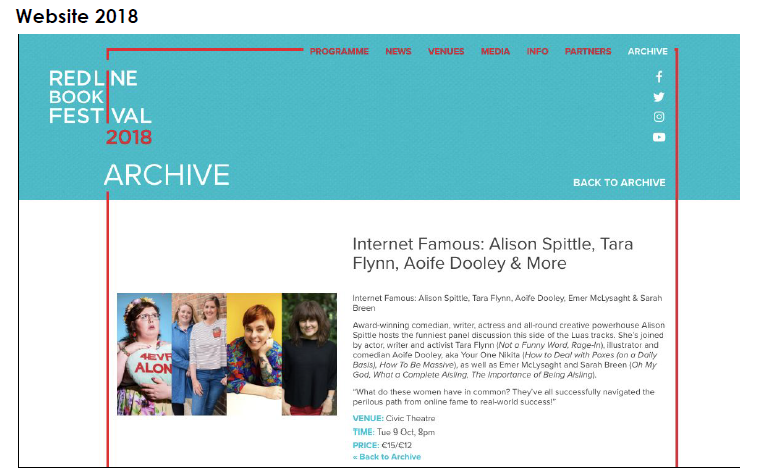 Website 2018
PROGRAMME NEWS VENUES MEDIA INFO PARTNERS ARCHIVE
RED LINE
BOOK
FESTIVAL
2018
ARCHIVE
BACK TO ARCHIVE
Internet Famous: Alison Spittle, Tara
Flynn, Aoife Dooley & More
4EVR
ALON
Internet Famous: Alison Spittle, Tara Flynn, Aoife Dooley, Emer McLysaght & Sarah
Breen
Award-winning comedian, writer, actress and all-round creative powerhouse Alison
Spittle hosts the funniest panel discussion this side of the Luas tracks. She's joined
by actor, writer and activist Tara Flynn (Not a Funny Word, Rage-In), illustrator and
comedian Aoife Dooley, aka Your One Nikita (How to Deal with Poxes (on a Daily
Basis), How To Be Massive), as well as Emer McLysaght and Sarah Breen (Oh My
God, What a Complete Aisling, The Importance of Being Aisling).
"What do these women have in common? They've all successfully navigated the
perilous path from online fame to real-world success!"
VENUE: Civic Theatre
TIME: Tue 9 Oct, 8pm
PRICE: €15/€12
« Back to Archive